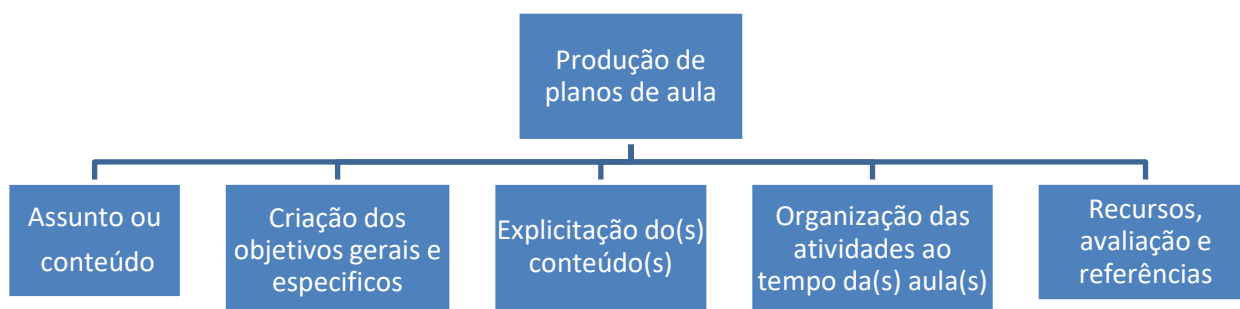 Produção de
planos de aula
Assunto ou
conteúdo
Criação dos
objetivos gerais e
especificos
Explicitação do(s)
conteúdo(s)
Organização das
atividades ao
tempo da(s) aula(s)
Recursos,
avaliação e
referências